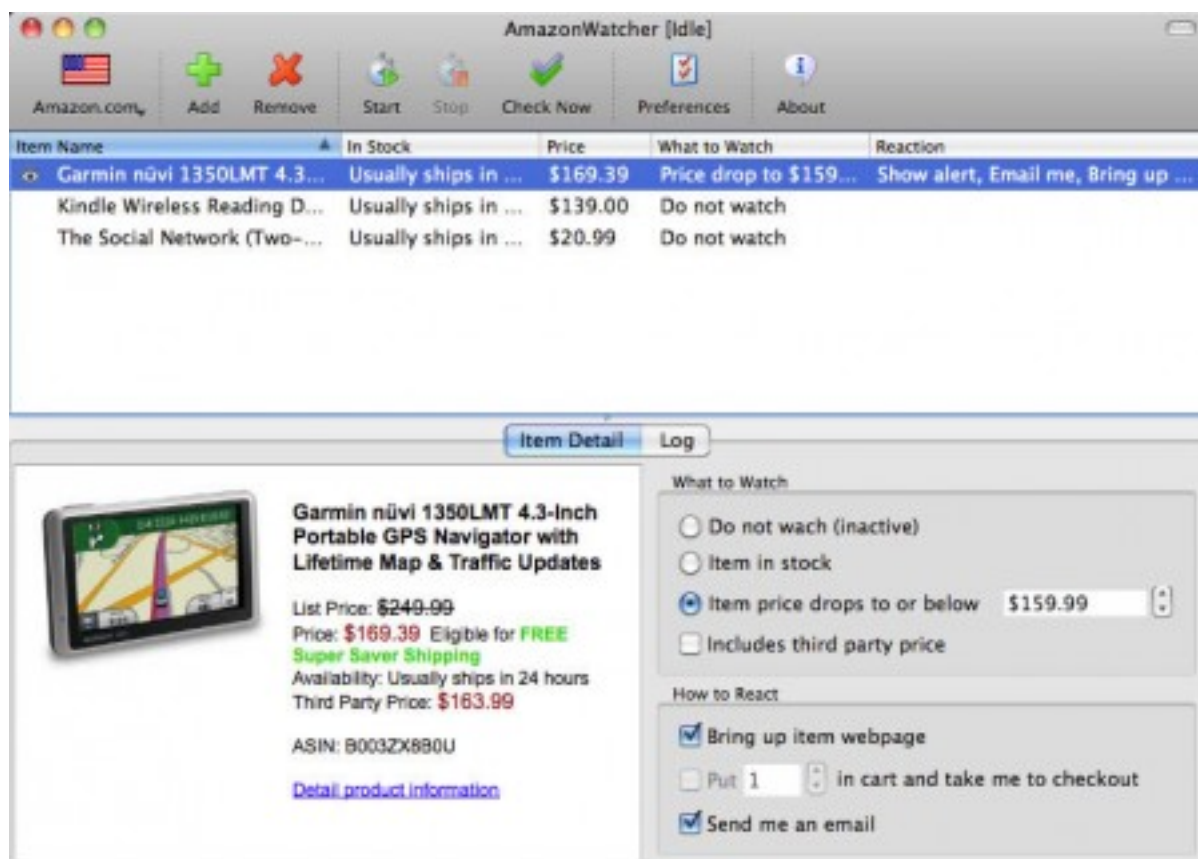 AmazonWatcher [Idle]
Amazon.com Add Remove Start Stop Check Now Preferences About
Item Name In Stock Price What to Watch Reaction
Garmin nüvi 1350LMT 4.3... Usually ships in ... $169.39 Price drop to $159... Show alert, Email me, Bring up ...
Kindle Wireless Reading D... Usually ships in ... $139.00 Do not watch
The Social Network (Two-... Usually ships in ... $20.99 Do not watch
Item Detail Log
Garmin nüvi 1350LMT 4.3-Inch
Portable GPS Navigator with
Lifetime Map & Traffic Updates
List Price: $249.99
Price: $169.39 Eligible for FREE
Super Saver Shipping
Availability: Usually ships in 24 hours
Third Party Price: $163.99
ASIN: B003ZX8B0U
Detail product information
What to Watch
Do not wach (inactive)
Item in stock
Item price drops to or below $159.99
Includes third party price
How to React
Bring up item webpage
Put 1 in cart and take me to checkout
Send me an email